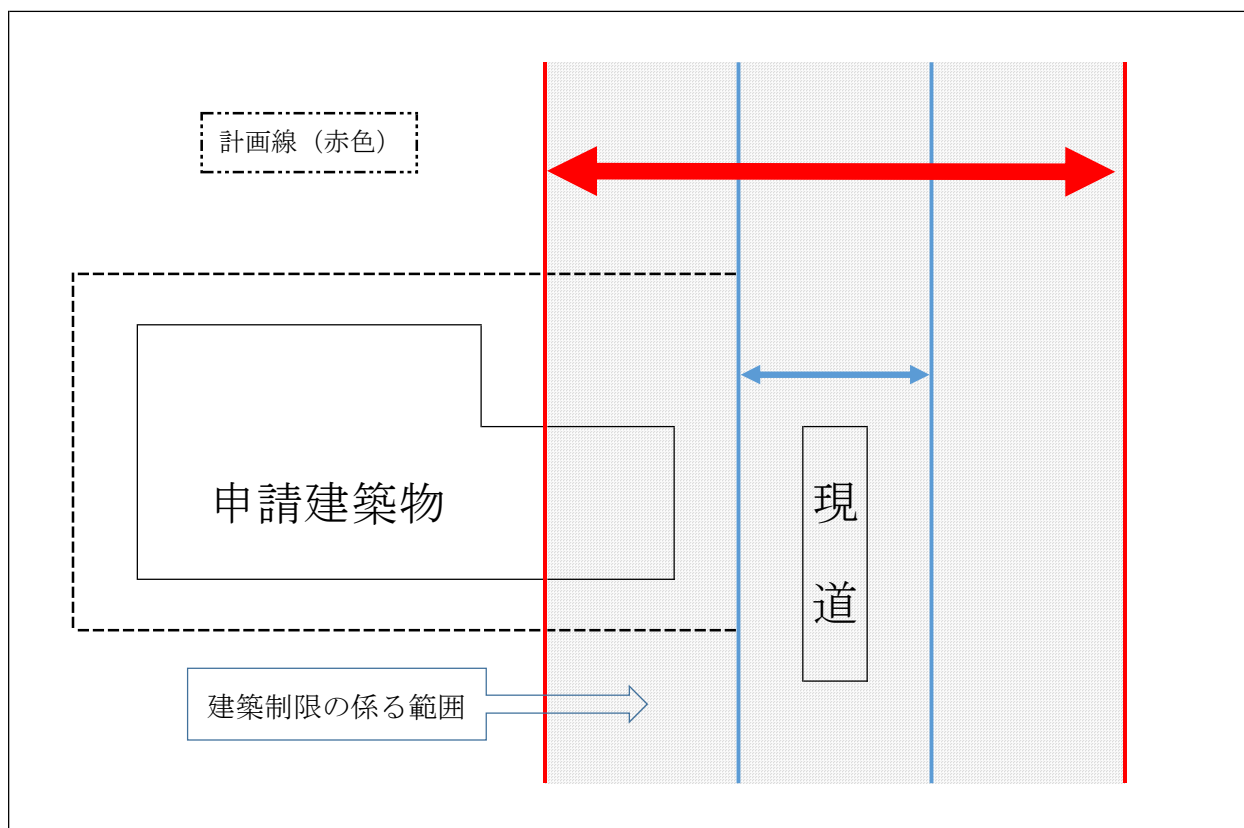 計画線（赤色）
申請建築物
現
道
建築制限の係る範囲